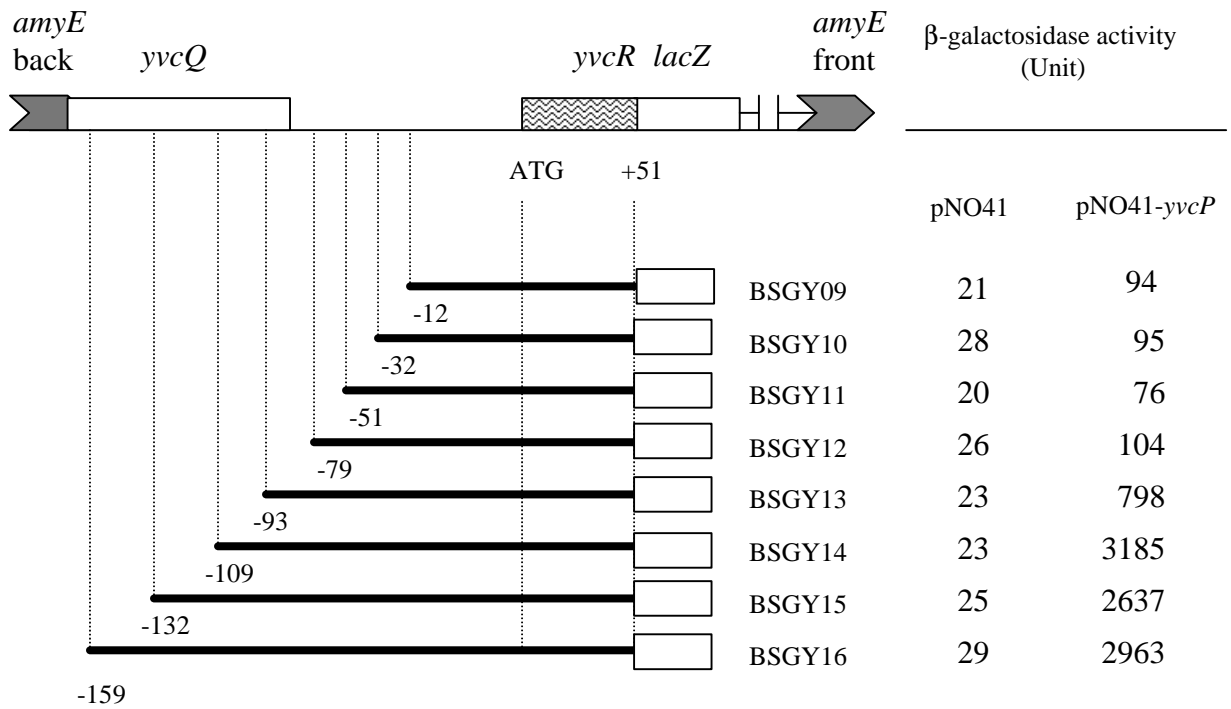 amyE amyE
back yvcQ yvcR lacZ front
β-galactosidase activity
(Unit)
ATG +51
pNO41 pNO41-yvcP
BSGY09 21 94
-12
BSGY10 28 95
-32
BSGY11 20 76
-51
BSGY12 26 104
-79
BSGY13 23 798
-93
BSGY14 23 3185
-109
BSGY15 25 2637
-132
BSGY16 29 2963
-159